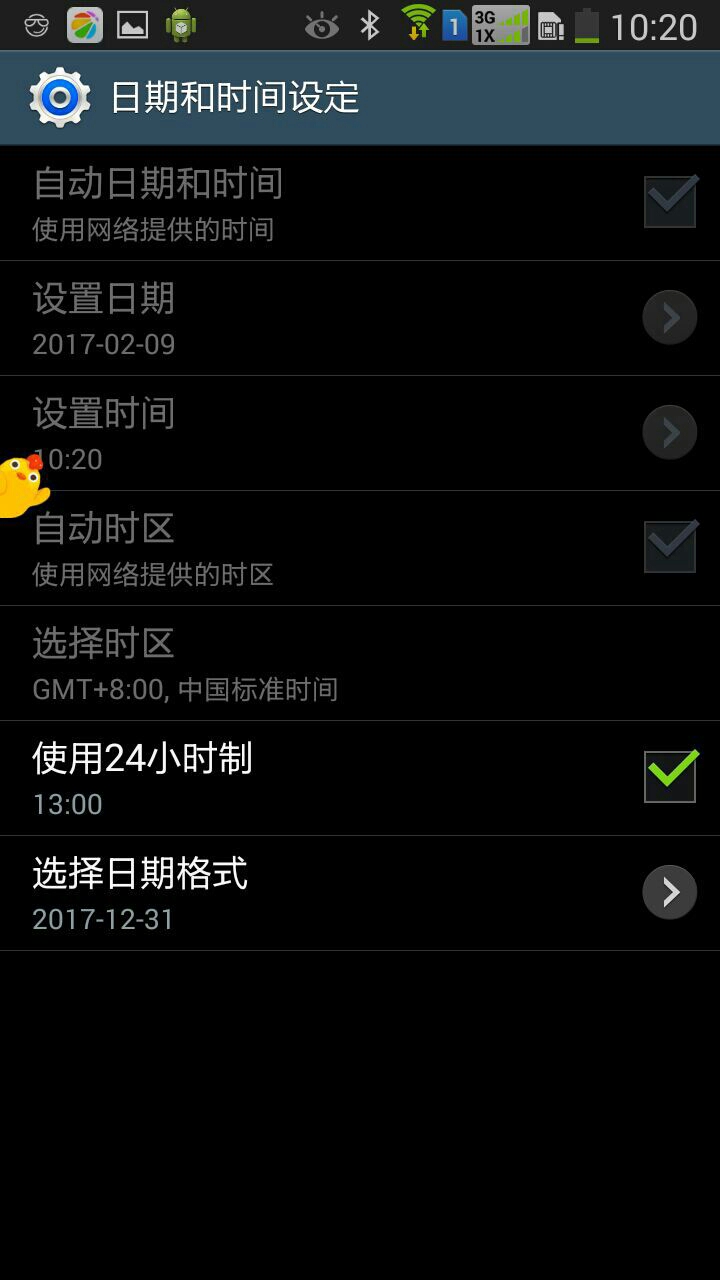 1
3G
1X
10:20
日期和时间设定
自动日期和时间
使用网络提供的时间
设置日期
2017-02-09
设置时间
10:20
自动时区
使用网络提供的时区
选择时区
GMT+8:00, 中国标准时间
使用24小时制
13:00
选择日期格式
2017-12-31